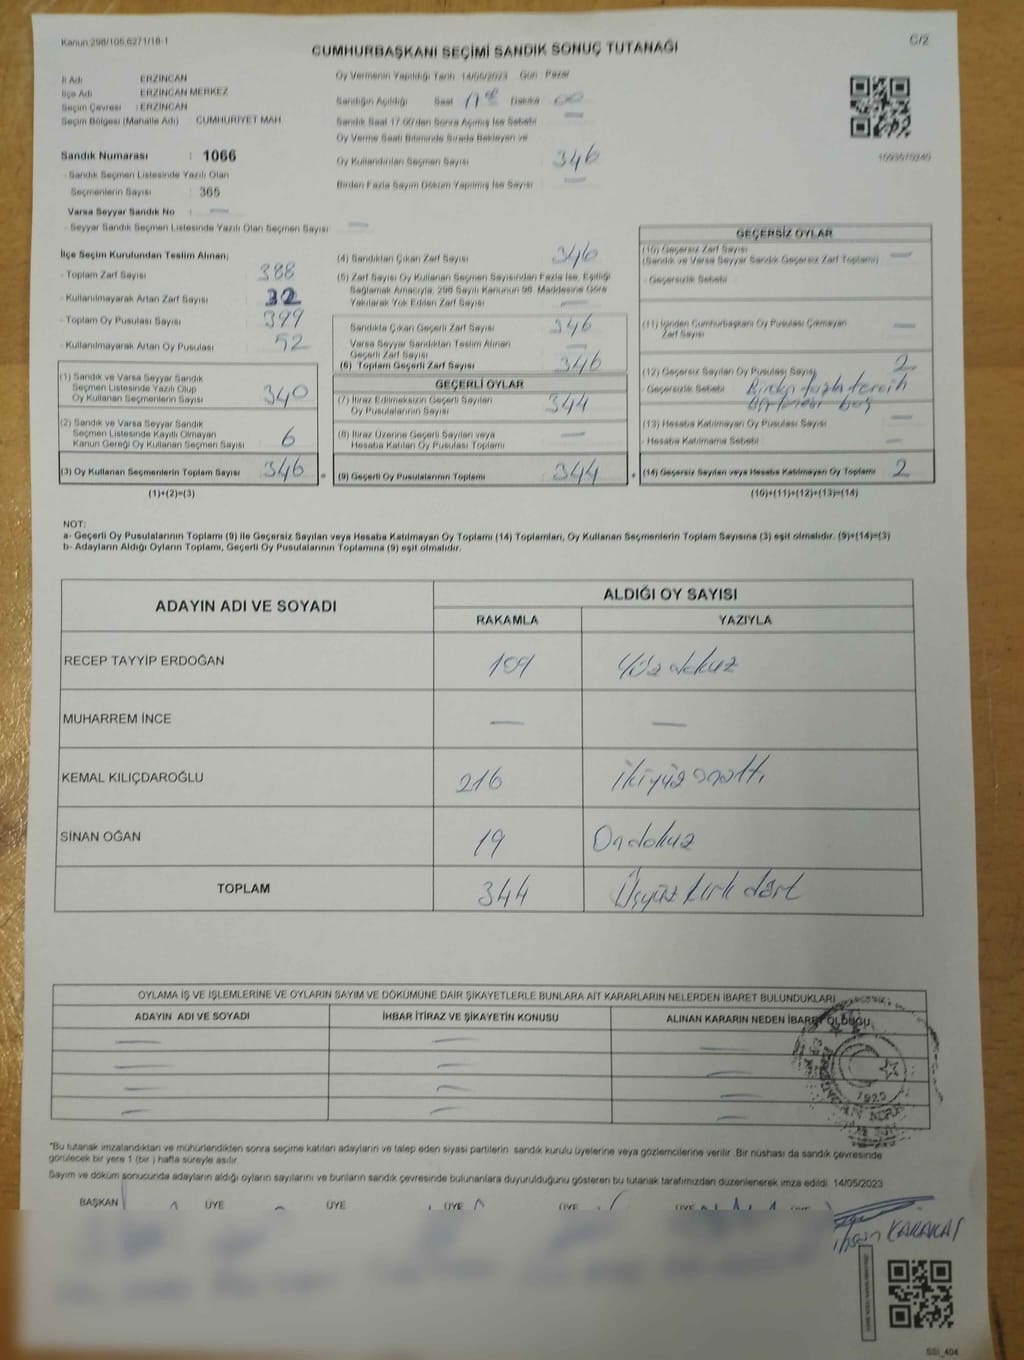 Kanun:298/105,6271/18-1
C/2
CUMHURBAŞKANI SEÇİMİ SANDIK SONUÇ TUTANAĞI
İl Adı ERZİNCAN
İlçe Adı ERZİNCAN MERKEZ
Seçim Çevresi : ERZİNCAN
Seçim Bölgesi (Mahalle Adı) CUMHURİYET MAH.
Sandık Numarası : 1066
- Sandık Seçmen Listesinde Yazılı Olan
Seçmenlerin Sayısı : 365
Varsa Seyyar Sandık No : —
- Seyyar Sandık Seçmen Listesinde Yazılı Olan Seçmen Sayısı —
Oy Vermenin Yapıldığı Tarih 14/05/2023 Gün Pazar
Sandığın Açıldığı Saat 17 00 Dakika 00
Sandık Saat 17:00'den Sonra Açılmış İse Sebebi —
Oy Verme Saati Bitiminde Sırada Bekleyen ve
Oy Kullandırılan Seçmen Sayısı 346
Birden Fazla Sayım Döküm Yapılmış İse Sayısı —
İlçe Seçim Kurulundan Teslim Alınan;
- Toplam Zarf Sayısı 388
- Kullanılmayarak Artan Zarf Sayısı 32
- Toplam Oy Pusulası Sayısı 399
- Kullanılmayarak Artan Oy Pusulası 52
(1) Sandık ve Varsa Seyyar Sandık
Seçmen Listesinde Yazılı Olup
Oy Kullanan Seçmenlerin Sayısı 340
(2) Sandık ve Varsa Seyyar Sandık
Seçmen Listesinde Kayıtlı Olmayan
Kanun Gereği Oy Kullanan Seçmen Sayısı 6
(3) Oy Kullanan Seçmenlerin Toplam Sayısı 346 =
(1)+(2)=(3)
(4) Sandıktan Çıkan Zarf Sayısı 346
(5) Zarf Sayısı Oy Kullanan Seçmen Sayısından Fazla İse, Eşitliği
Sağlamak Amacıyla, 298 Sayılı Kanunun 98. Maddesine Göre
Yakılarak Yok Edilen Zarf Sayısı —
Sandıkta Çıkan Geçerli Zarf Sayısı 346
Varsa Seyyar Sandıktan Teslim Alınan
Geçerli Zarf Sayısı —
(6) Toplam Geçerli Zarf Sayısı 346
GEÇERLİ OYLAR
(7) İtiraz Edilmeksizin Geçerli Sayılan
Oy Pusulasının Sayısı 344
(8) İtiraz Üzerine Geçerli Sayılan veya
Hesaba Katılan Oy Pusulası Toplamı —
(9) Geçerli Oy Pusulalarının Toplamı 344 +
GEÇERSİZ OYLAR
(10) Geçersiz Zarf Sayısı
(Sandık ve Varsa Seyyar Sandık Geçersiz Zarf Toplamı) —
- Geçersizlik Sebebi
(11) İçinden Cumhurbaşkanı Oy Pusulası Çıkmayan
Zarf Sayısı —
(12) Geçersiz Sayılan Oy Pusulası Sayısı 2
- Geçersizlik Sebebi Birden fazla tercih
boş
(13) Hesaba Katılmayan Oy Pusulası Sayısı —
- Hesaba Katılmama Sebebi —
(14) Geçersiz Sayılan veya Hesaba Katılmayan Oy Toplamı 2
(10)+(11)+(12)+(13)=(14)
NOT:
a- Geçerli Oy Pusulalarının Toplamı (9) ile Geçersiz Sayılan veya Hesaba Katılmayan Oy Toplamı (14) Toplamları, Oy Kullanan Seçmenlerin Toplam Sayısına (3) eşit olmalıdır. (9)+(14)=(3)
b- Adayların Aldığı Oyların Toplamı, Geçerli Oy Pusulalarının Toplamına (9) eşit olmalıdır.
ADAYIN ADI VE SOYADI ALDIĞI OY SAYISI
RAKAMLA YAZIYLA
RECEP TAYYİP ERDOĞAN 109 Yüz dokuz
MUHARREM İNCE — —
KEMAL KILIÇDAROĞLU 216 İkiyüz onaltı
SİNAN OĞAN 19 On dokuz
TOPLAM 344 Üçyüz kırk dört
OYLAMA İŞ VE İŞLEMLERİNE VE OYLARIN SAYIM VE DÖKÜMÜNE DAİR ŞİKAYETLERLE BUNLARA AİT KARARLARIN NELERDEN İBARET BULUNDUKLARI
ADAYIN ADI VE SOYADI İHBAR İTİRAZ VE ŞİKAYETİN KONUSU ALINAN KARARIN NEDEN İBARET OLDUĞU
*Bu tutanak imzalandıktan ve mühürlendikten sonra seçime katılan adayların ve talep eden siyasi partilerin sandık kurulu üyelerine veya gözlemcilerine verilir. Bir nüshası da sandık çevresinde
görülecek bir yere 1 (bir ) hafta süreyle asılır.
Sayım ve döküm sonucunda adayların aldığı oyların sayılarını ve bunların sandık çevresinde bulunanlara duyurulduğunu gösteren bu tutanak tarafımızdan düzenlenerek imza edildi. 14/05/2023
BAŞKAN ÜYE ÜYE ÜYE ÜYE ÜYE
İhsan KARAKAŞ
SSİ_404